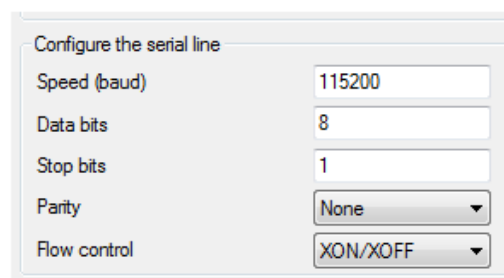 Configure the serial line
Speed (baud) 115200
Data bits 8
Stop bits 1
Parity None
Flow control XON/XOFF